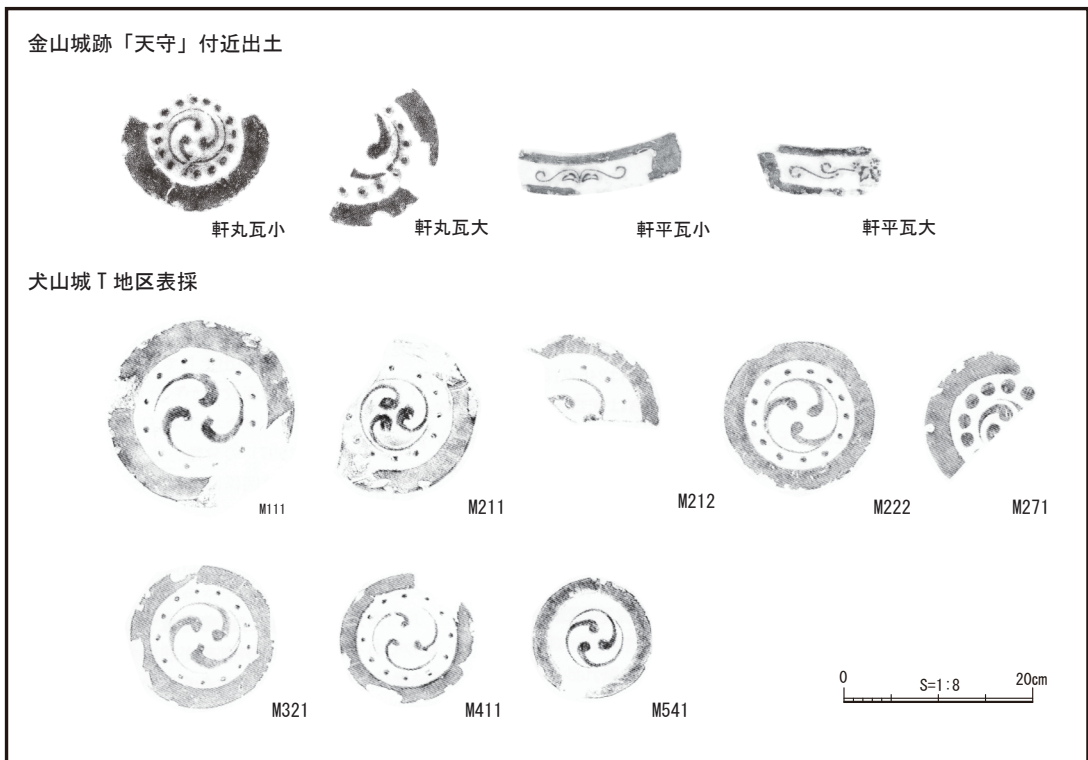 金山城跡「天守」付近出土
軒丸瓦小
軒丸瓦大
軒平瓦小
軒平瓦大
犬山城 T 地区表採
M111
M211
M212
M222
M271
M321
M411
M541
0
S=1:8
20cm